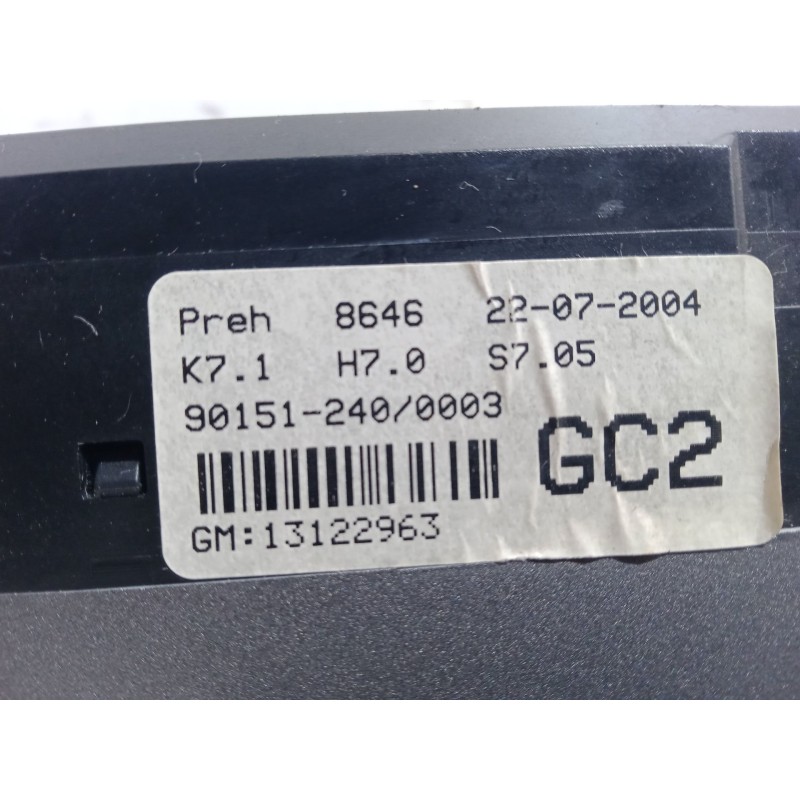 Preh 8646 22-07-2004
K7.1 H7.0 S7.05
90151-240/0003
GC2
GM:13122963